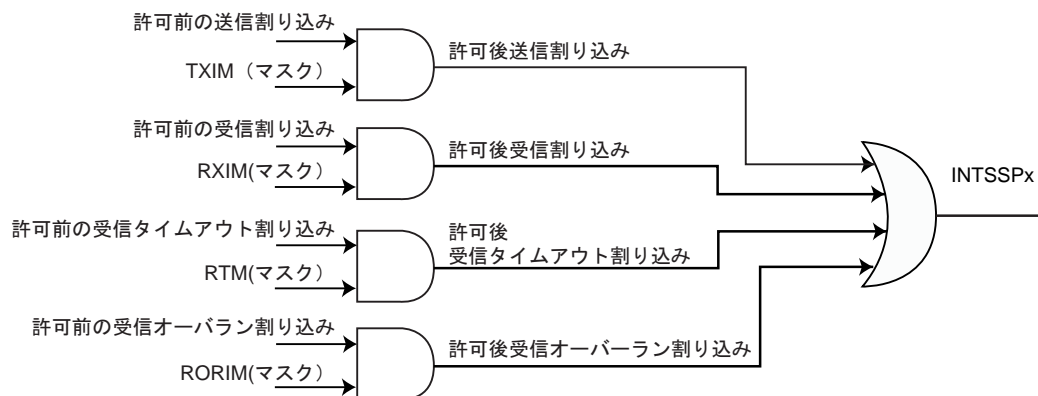 許可前の送信割り込み
TXIM（マスク）
許可後送信割り込み
許可前の受信割り込み
RXIM(マスク）
許可後受信割り込み
INTSSPx
許可前の受信タイムアウト割り込み
RTM(マスク）
許可後
受信タイムアウト割り込み
許可前の受信オーバラン割り込み
RORIM(マスク）
許可後受信オーバーラン割り込み